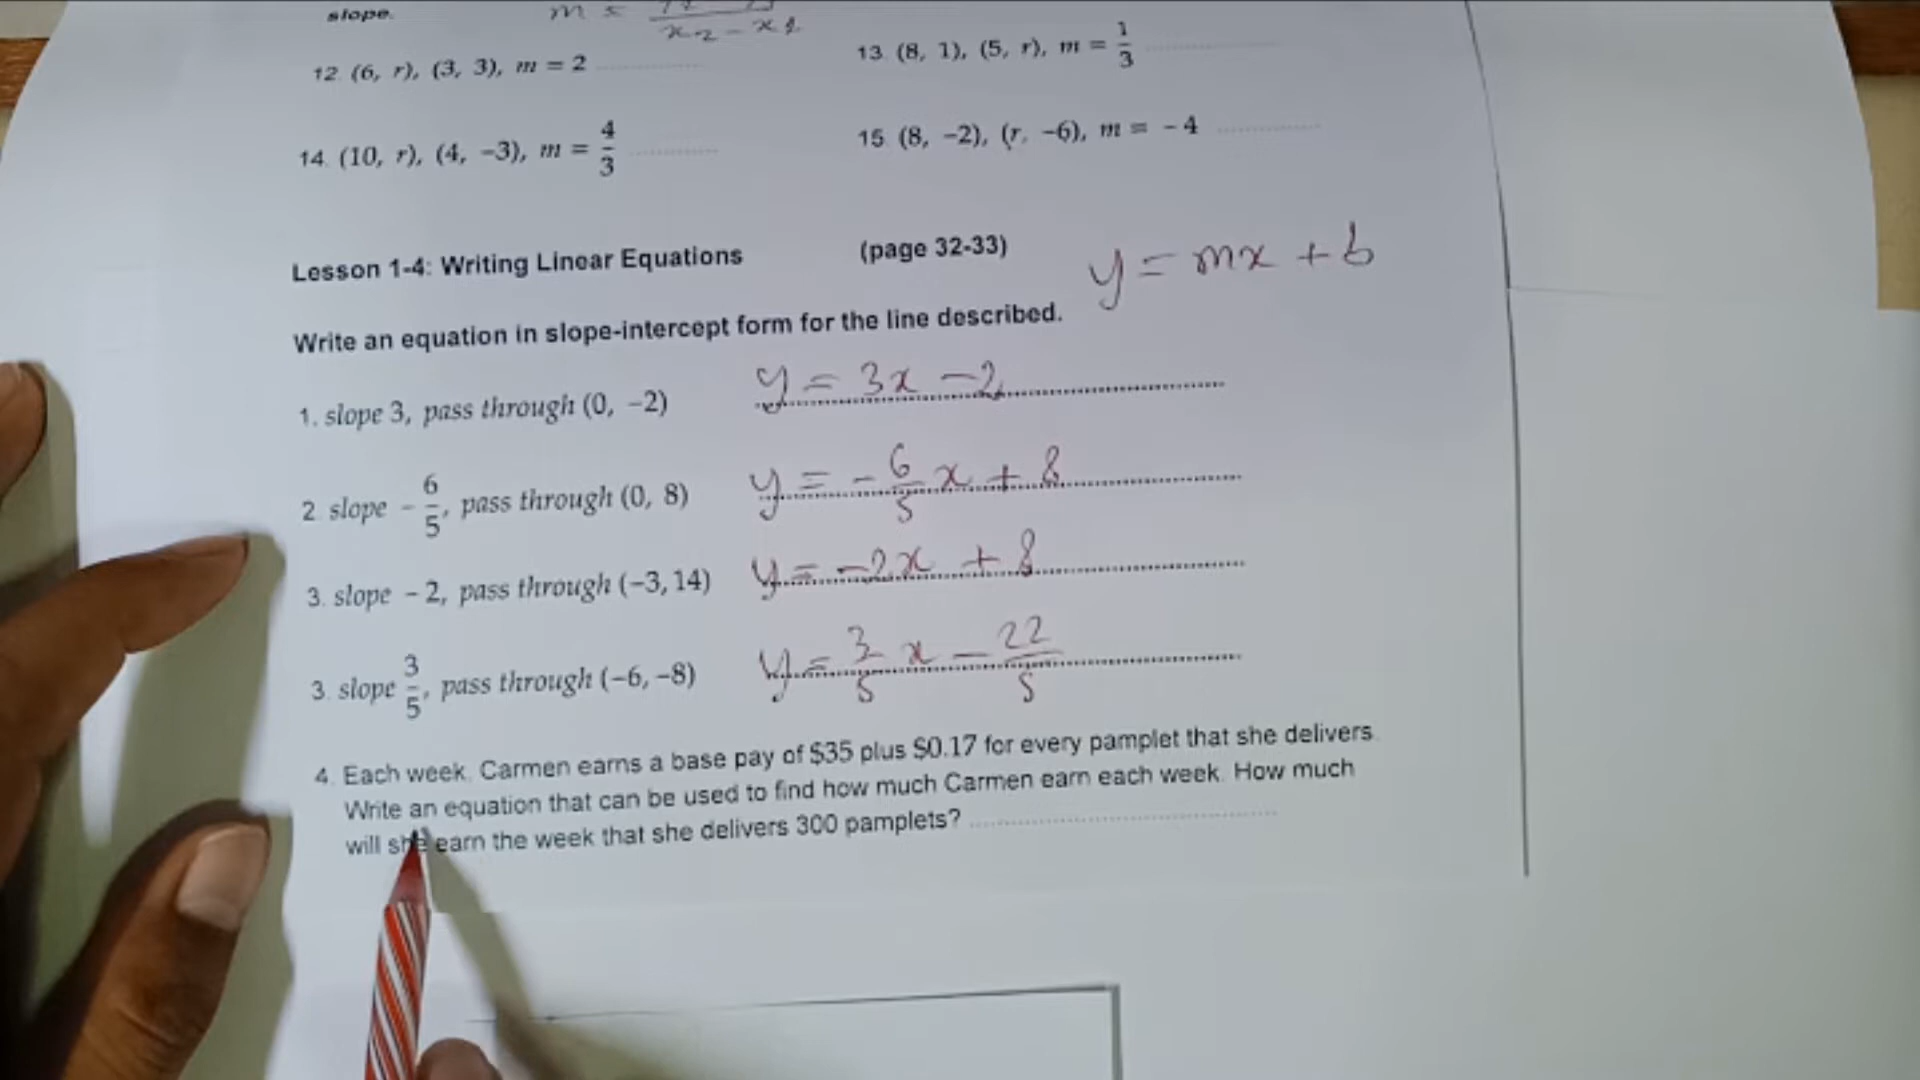 slope.
x₂ - x₁
12. (6, r), (3, 3), m = 2
13. (8, 1), (5, r), m = 1/3
14. (10, r), (4, -3), m = 4/3
15. (8, -2), (r, -6), m = - 4
Lesson 1-4: Writing Linear Equations (page 32-33)
y = mx + b
Write an equation in slope-intercept form for the line described.
1. slope 3, pass through (0, -2) y = 3x - 2
2. slope - 6/5, pass through (0, 8) y = - 6/5 x + 8
3. slope - 2, pass through (-3, 14) y = -2x + 8
3. slope 3/5, pass through (-6, -8) y = 3/5 x - 22/5
4. Each week, Carmen earns a base pay of $35 plus $0.17 for every pamplet that she delivers.
Write an equation that can be used to find how much Carmen earn each week. How much
will she earn the week that she delivers 300 pamplets?